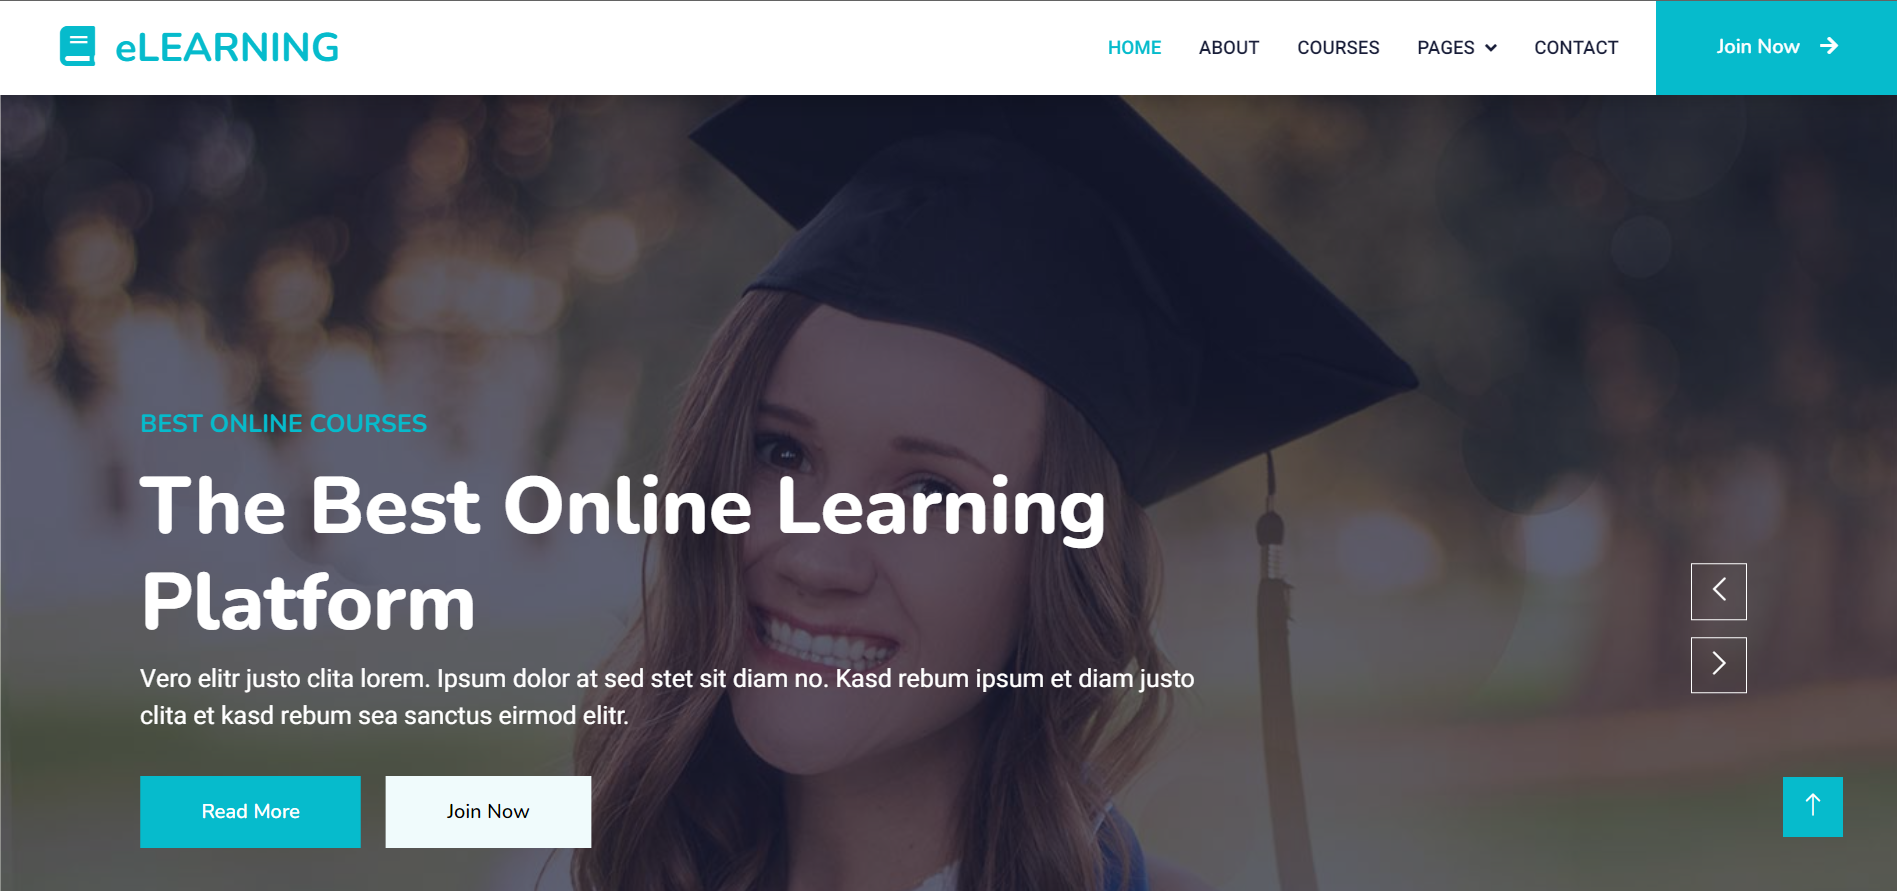 eLEARNING
HOME ABOUT COURSES PAGES CONTACT Join Now
BEST ONLINE COURSES
The Best Online Learning
Platform
Vero elitr justo clita lorem. Ipsum dolor at sed stet sit diam no. Kasd rebum ipsum et diam justo
clita et kasd rebum sea sanctus eirmod elitr.
Read More Join Now